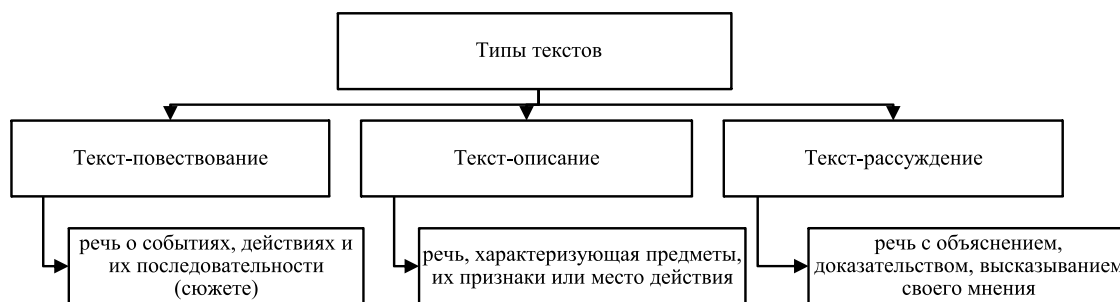 Типы текстов
Текст-повествование
Текст-описание
Текст-рассуждение
речь о событиях, действиях и
их последовательности
(сюжете)
речь, характеризующая предметы,
их признаки или место действия
речь с объяснением,
доказательством, высказыванием
своего мнения